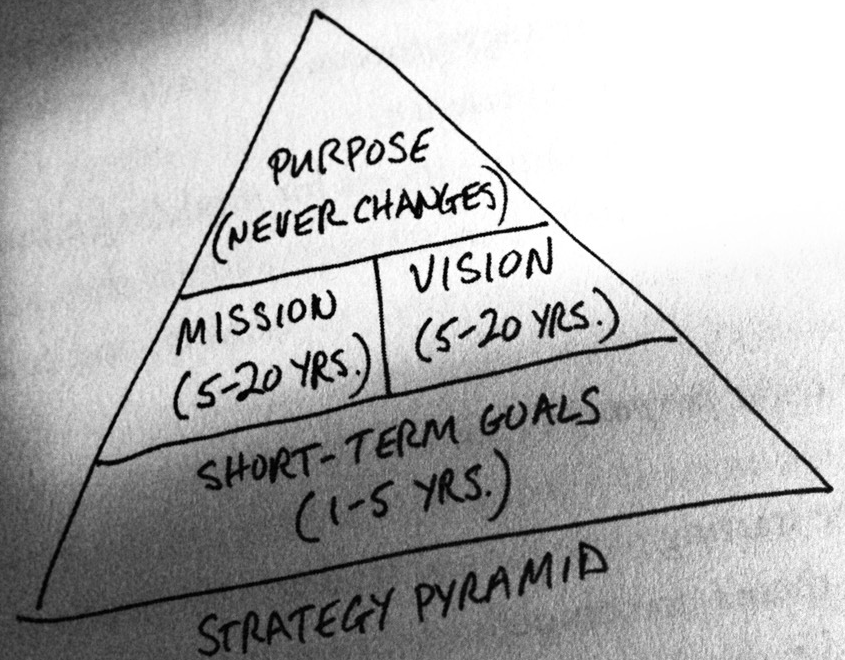 PURPOSE
(NEVER CHANGES)
MISSION
(5-20 YRS.)
VISION
(5-20 YRS.)
SHORT-TERM GOALS
(1-5 YRS.)
STRATEGY PYRAMID